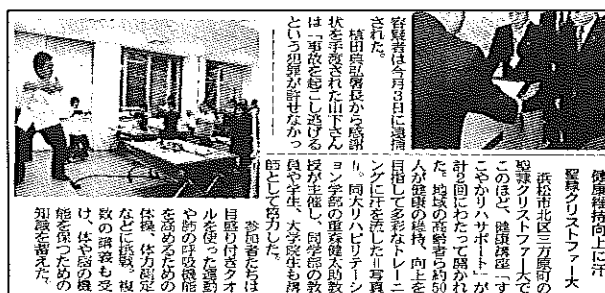 容疑者は今月3日に逮捕
された。
植田典弘署長から感謝
状を手渡された山下さん
は「事故を起こし逃げる
という犯罪が許せなかっ
健康維持向上に汗
聖隷クリストファー大
浜松市北区三方原町の
聖隷クリストファー大で
このほど、健康講座「す
こやかリハサポート」が
計2回にわたって開かれ
た。地域の高齢者ら約50
人が健康の維持、向上を
目指して多彩なトレーニ
ングに汗を流した=写真
=。同大リハビリテーシ
ョン学部の重森健太助教
授が主催し、同学部の教
員や学生、大学院生も講
師として協力した。
参加者たちは
目盛り付きタオ
ルを使った運動
や肺の呼吸機能
を高めるための
体操、体力測定
などに挑戦。複
数の講義も受
け、体や脳の機
能を保つための
知識を蓄えた。